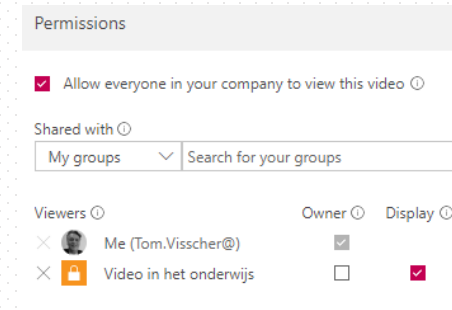 Permissions
Allow everyone in your company to view this video
Shared with
My groups Search for your groups
Viewers Owner Display
Me (Tom.Visscher@)
Video in het onderwijs